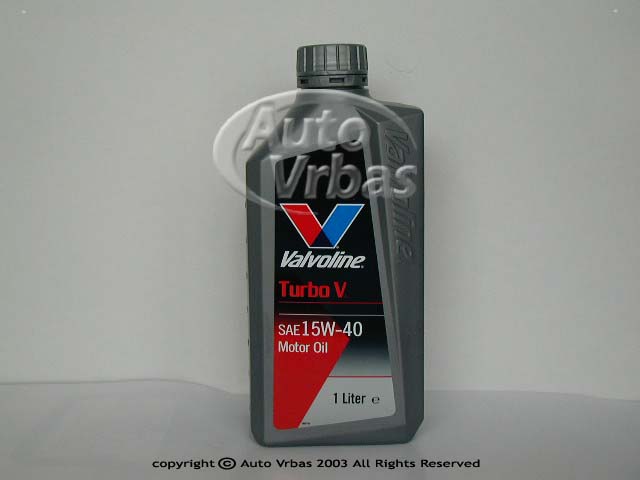 Auto
Vrbas
Valvoline
Valvoline
Turbo V
SAE 15W-40
Motor Oil
1 Liter e
copyright © Auto Vrbas 2003 All Rights Reserved